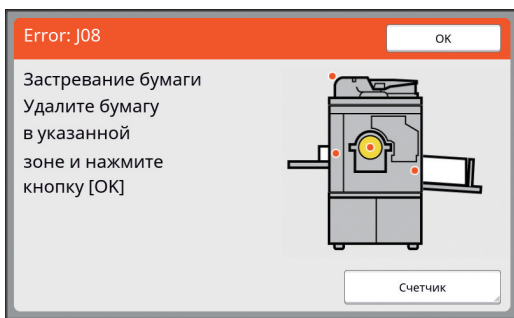 Error: J08
OK
Застревание бумаги
Удалите бумагу
в указанной
зоне и нажмите
кнопку [OK]
Счетчик